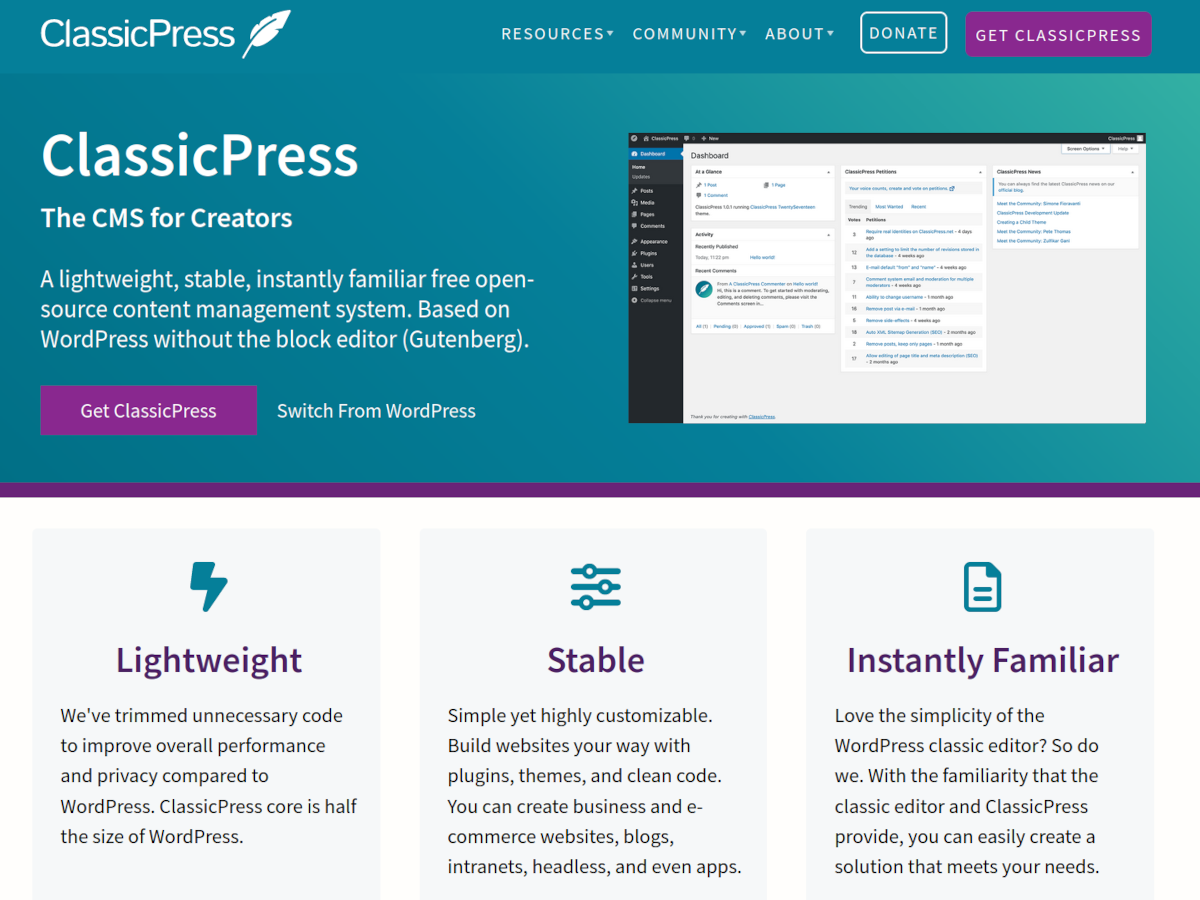 ClassicPress
RESOURCES
COMMUNITY
ABOUT
DONATE
GET CLASSICPRESS
ClassicPress
The CMS for Creators
A lightweight, stable, instantly familiar free open-
source content management system. Based on
WordPress without the block editor (Gutenberg).
Get ClassicPress
Switch From WordPress
ClassicPress
New
ClassicPress
Dashboard
Home
Updates
Posts
Media
Pages
Comments
Appearance
Plugins
Users
Tools
Settings
Collapse menu
Dashboard
Screen Options
Help
At a Glance
1 Post
1 Page
1 Comment
ClassicPress 1.0.1 running ClassicPress TwentySeventeen
theme.
Activity
Recently Published
Today, 11:22 pm
Hello world!
Recent Comments
From A ClassicPress Commenter on Hello world!
Hi, this is a comment. To get started with moderating,
editing, and deleting comments, please visit the
Comments screen in...
All (1) | Pending (0) | Approved (1) | Spam (0) | Trash (0)
ClassicPress Petitions
Your voice counts, create and vote on petitions.
Trending
Most Wanted
Recent
Votes Petitions
5 Require real identities on ClassicPress.net - 4 days
ago
12 Add a setting to limit the number of revisions stored in
the database - 4 weeks ago
13 E-mail default "from" and "name" - 4 weeks ago
7 Comment system email and moderation for multiple
moderators - 4 weeks ago
11 Ability to change username - 1 month ago
16 Remove post via e-mail - 1 month ago
5 Remove side-effects - 4 weeks ago
18 Auto XML Sitemap Generation (SEO) - 2 months ago
2 Remove posts, keep only pages - 1 month ago
17 Allow editing of page title and meta description (SEO)
- 2 months ago
ClassicPress News
You can always find the latest ClassicPress news on our
official blog.
Meet the Community: Simone Fioravanti
ClassicPress Development Update
Creating a Child Theme
Meet the Community: Pete Thomas
Meet the Community: Zulfikar Gani
Thank you for creating with ClassicPress.
Lightweight
We've trimmed unnecessary code
to improve overall performance
and privacy compared to
WordPress. ClassicPress core is half
the size of WordPress.
Stable
Simple yet highly customizable.
Build websites your way with
plugins, themes, and clean code.
You can create business and e-
commerce websites, blogs,
intranets, headless, and even apps.
Instantly Familiar
Love the simplicity of the
WordPress classic editor? So do
we. With the familiarity that the
classic editor and ClassicPress
provide, you can easily create a
solution that meets your needs.